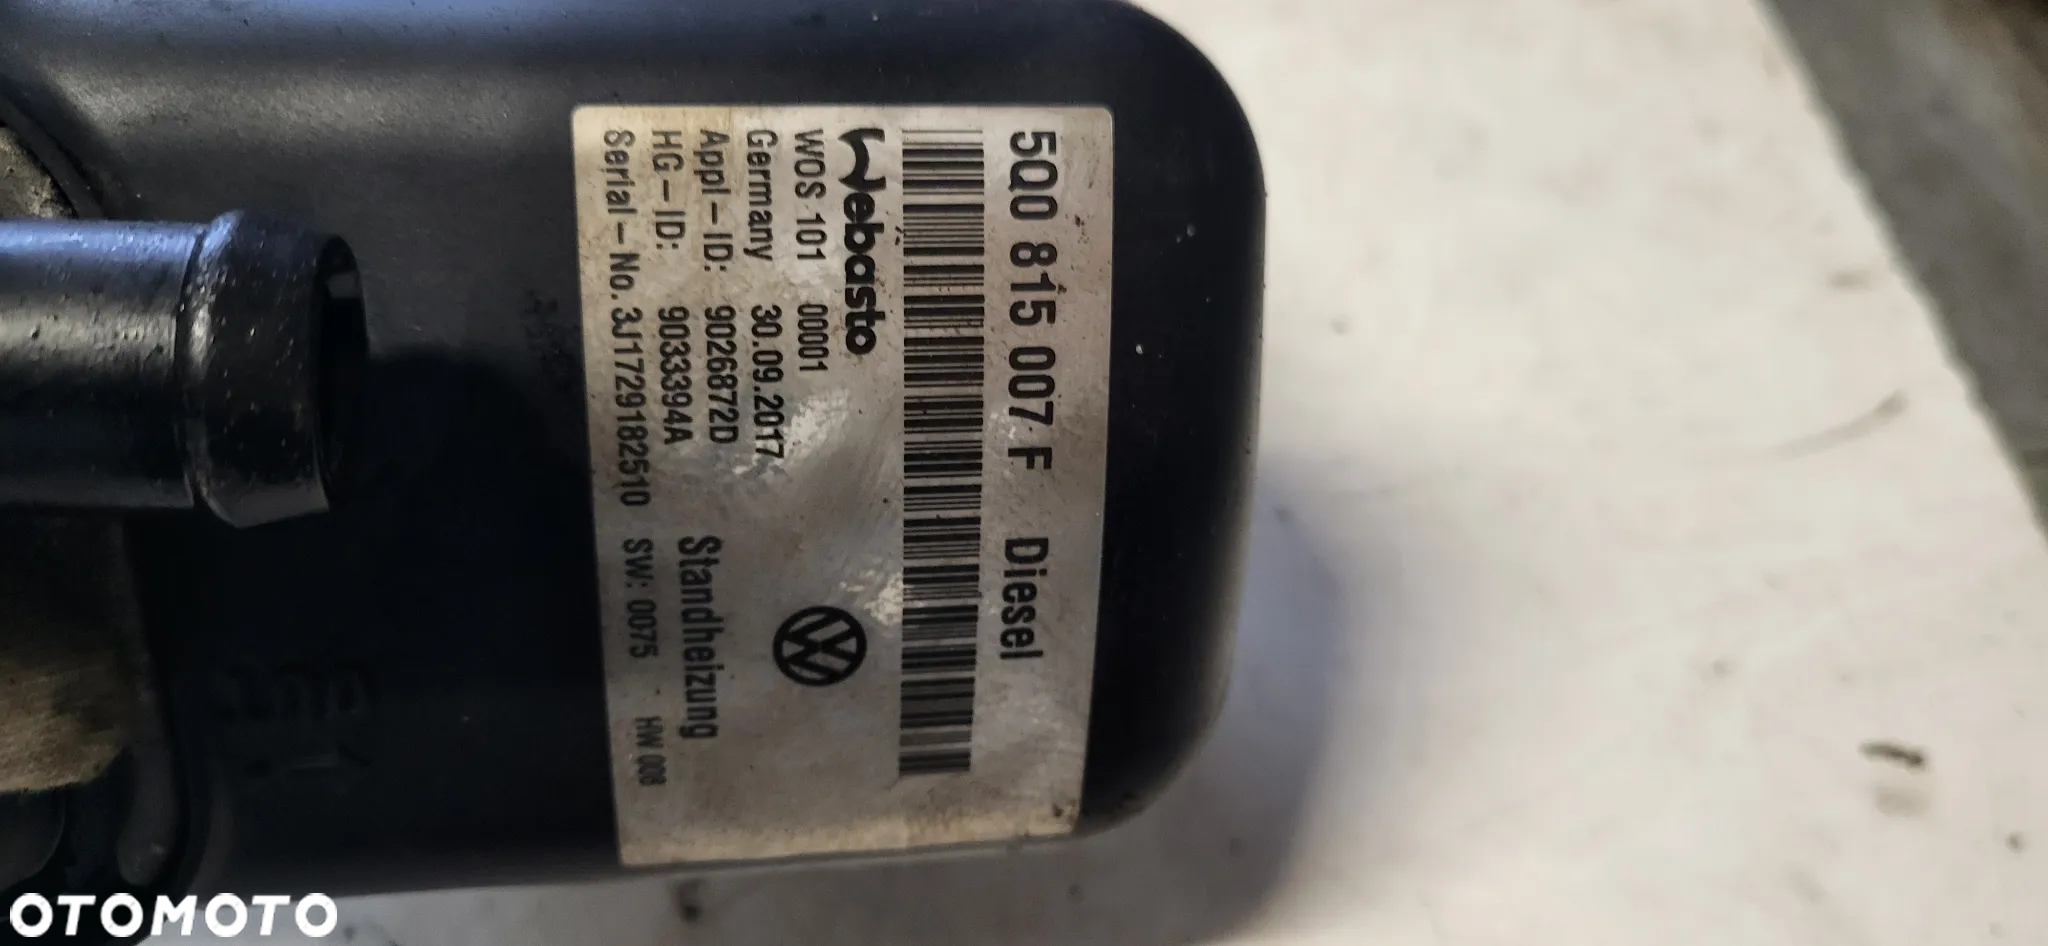 5Q0 815 007 F Diesel
Webasto
WOS 101 00001
Germany 30.09.2017
Appl-ID: 9026872D
HG-ID: 9033394A Standheizung
Serial-No. 3J1729182510 SW: 0075 HW 008
OTOMOTO